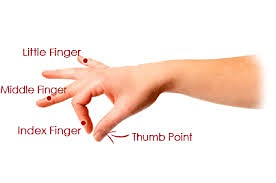 Little Finger
Middle Finger
Index Finger
Thumb Point